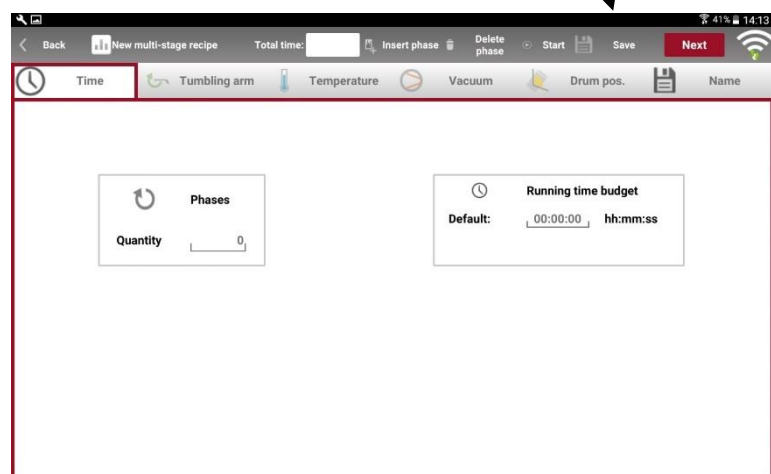 41% 14:13
Back New multi-stage recipe Total time: Insert phase Delete phase Start Save Next
Time Tumbling arm Temperature Vacuum Drum pos. Name
Phases
Quantity 0
Running time budget
Default: 00:00:00 hh:mm:ss